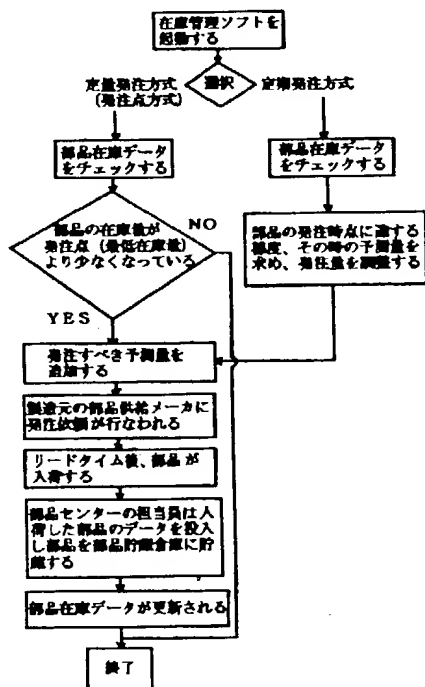 在庫管理ソフトを
起動する
選択
定量発注方式
(発注点方式)
定期発注方式
部品在庫データ
をチェックする
部品在庫データ
をチェックする
部品の在庫量が
発注点(最低在庫量)
より少なくなっている
NO
YES
部品の発注時点に達する
都度、その時の予測量を
求め、発注量を調整する
発注すべき予測量を
追加する
製造元の部品供給メーカに
発注依頼が行なわれる
リードタイム後、部品が
入荷する
部品センターの担当員は入
荷した部品のデータを投入
し部品を部品貯蔵倉庫に貯
蔵する
部品在庫データが更新される
終了